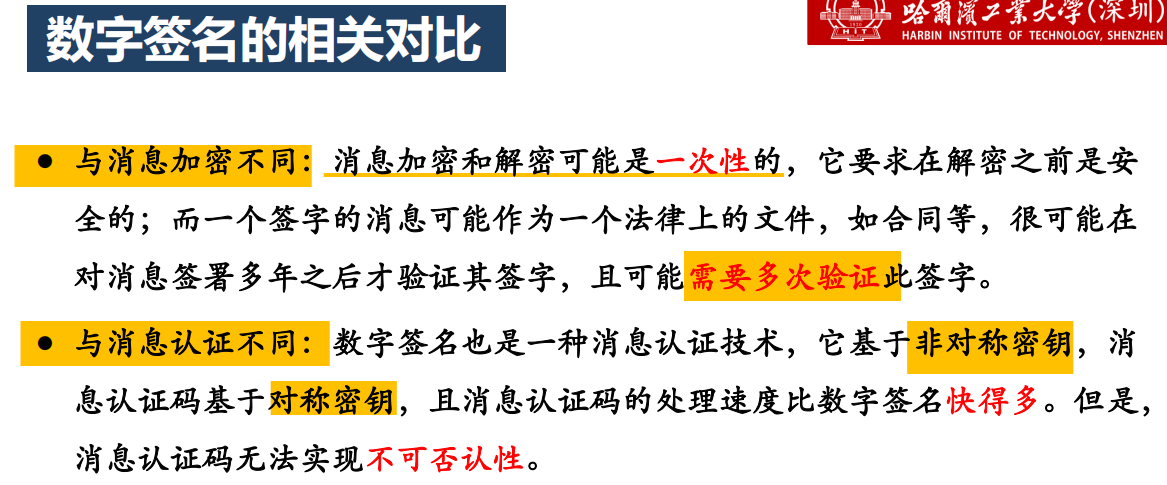 数字签名的相关对比
哈爾濱工業大學(深圳)
HARBIN INSTITUTE OF TECHNOLOGY, SHENZHEN
1920
HIT
● 与消息加密不同：消息加密和解密可能是一次性的，它要求在解密之前是安
全的；而一个签字的消息可能作为一个法律上的文件，如合同等，很可能在
对消息签署多年之后才验证其签字，且可能需要多次验证此签字。
● 与消息认证不同：数字签名也是一种消息认证技术，它基于非对称密钥，消
息认证码基于对称密钥，且消息认证码的处理速度比数字签名快得多。但是，
消息认证码无法实现不可否认性。